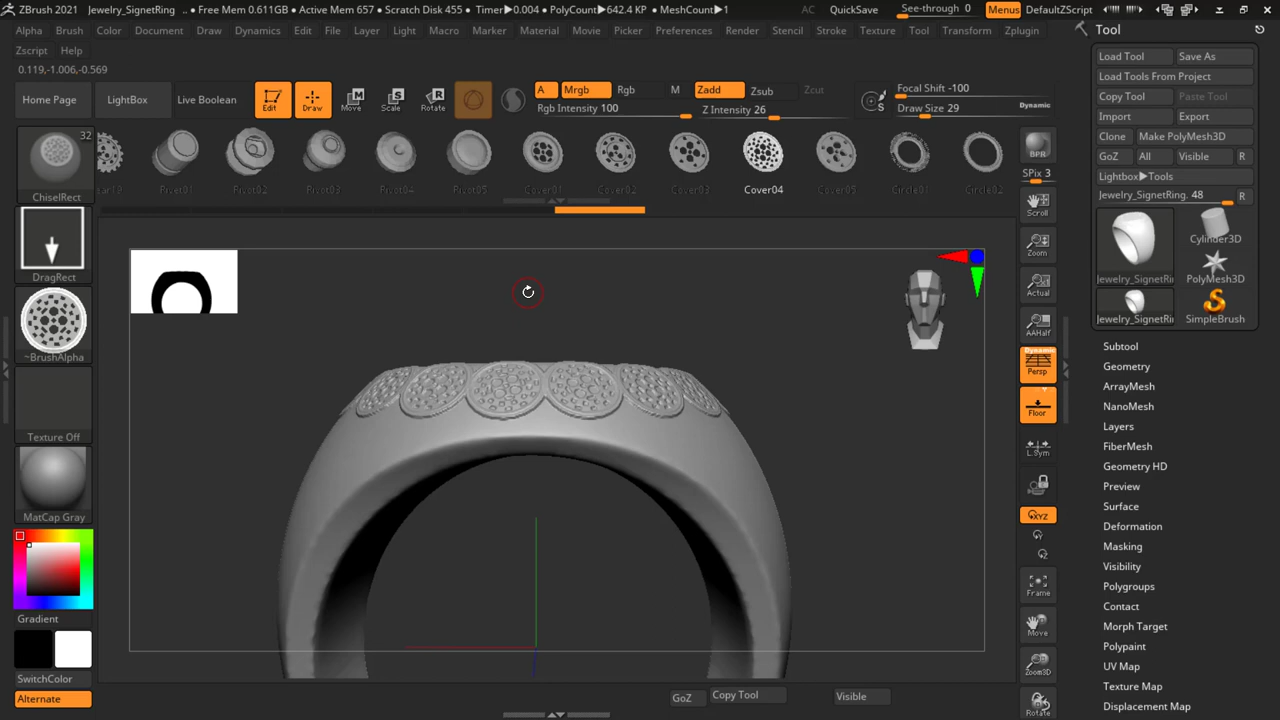 ZBrush 2021 Jewelry_SignetRing • Free Mem 0.611GB • Active Mem 657 • Scratch Disk 455 • Timer▶0.004 • PolyCount▶642.4 KP • MeshCount▶1 AC QuickSave See-through 0 Menus DefaultZScript
Alpha Brush Color Document Draw Dynamics Edit File Layer Light Macro Marker Material Movie Picker Preferences Render Stencil Stroke Texture Tool Transform Zplugin
Zscript Help
0.119,-1.006,-0.569
Home Page LightBox Live Boolean Edit Draw Move Scale Rotate A Mrgb Rgb M Zadd Zsub Zcut Focal Shift -100
Rgb Intensity 100 Z Intensity 26 Draw Size 29 Dynamic
32
Pivot01 Pivot02 Pivot03 Pivot04 Pivot05 Cover01 Cover02 Cover03 Cover04 Cover05 Circle01 Circle02
ChiselRect
DragRect
~BrushAlpha
Texture Off
MatCap Gray
Gradient
SwitchColor
Alternate
BPR
SPix 3
Scroll
Zoom
Actual
AAHalf
Dynamic
Persp
Floor
L.Sym
XYZ
Frame
Move
Zoom3D
Rotate
GoZ Copy Tool Visible
Tool
Load Tool Save As
Load Tools From Project
Copy Tool Paste Tool
Import Export
Clone Make PolyMesh3D
GoZ All Visible R
Lightbox▶Tools
Jewelry_SignetRing. 48 R
Cylinder3D
Jewelry_SignetRi PolyMesh3D
Jewelry_SignetRi SimpleBrush
Subtool
Geometry
ArrayMesh
NanoMesh
Layers
FiberMesh
Geometry HD
Preview
Surface
Deformation
Masking
Visibility
Polygroups
Contact
Morph Target
Polypaint
UV Map
Texture Map
Displacement Map